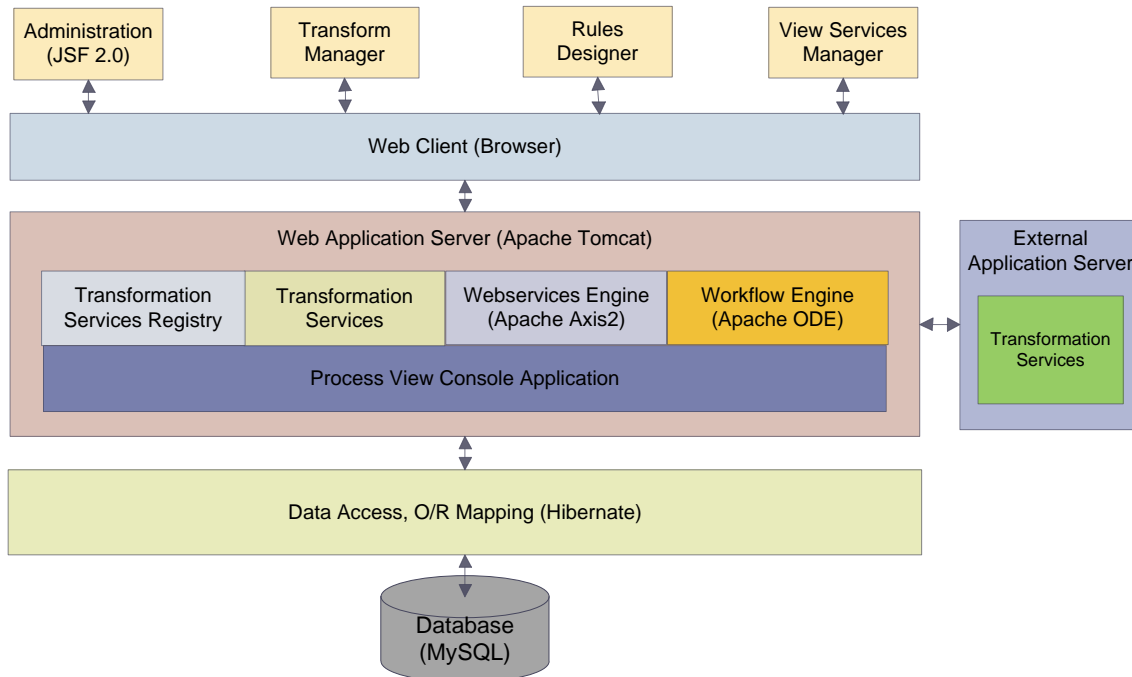 Administration
(JSF 2.0)
Transform
Manager
Rules
Designer
View Services
Manager
Web Client (Browser)
Web Application Server (Apache Tomcat)
Transformation
Services Registry
Transformation
Services
Webservices Engine
(Apache Axis2)
Workflow Engine
(Apache ODE)
Process View Console Application
External
Application Server
Transformation
Services
Data Access, O/R Mapping (Hibernate)
Database
(MySQL)